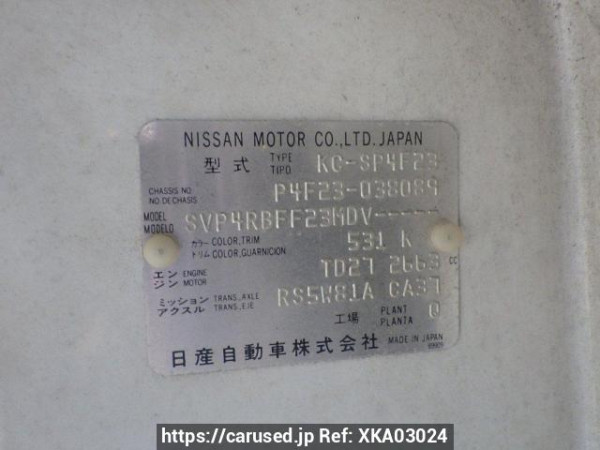 NISSAN MOTOR CO.,LTD. JAPAN
型式 TYPE TIPO KC-SP4F23
CHASSIS NO. NO. DE CHASIS P4F23-038089
MODEL MODELO SVP4RBFF23MDV-----
カラー COLOR, TRIM トリム COLOR, GUARNICION 531 K
エンジン ENGINE MOTOR TD27 2663 CC
ミッション TRANS., AXLE アクスル TRANS., EJE RS5W81A CA37
工場 PLANT PLANTA 0
日産自動車株式会社 MADE IN JAPAN
https://carused.jp Ref: XKA03024